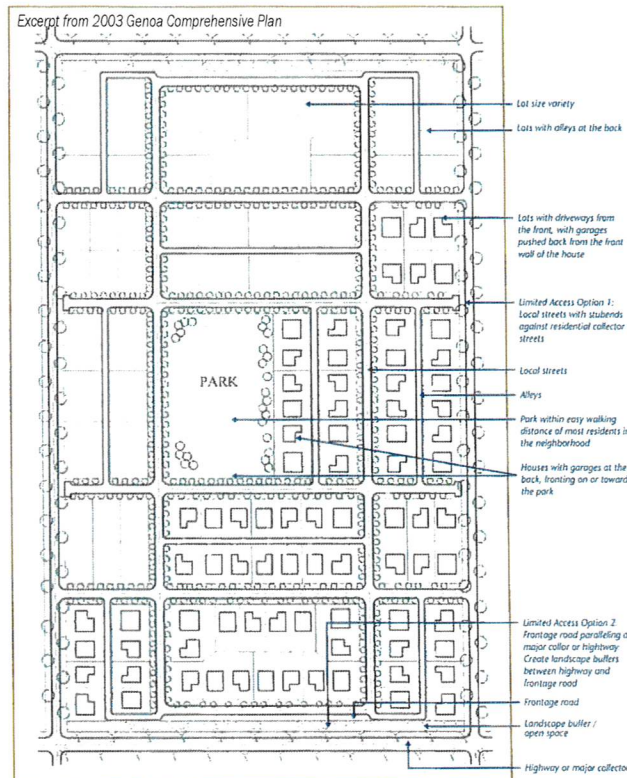 Excerpt from 2003 Genoa Comprehensive Plan
Lot size variety
Lots with alleys at the back
Lots with driveways from
the front, with garages
pushed back from the front
wall of the house
Limited Access Option 1:
Local streets with stubends
against residential collector
streets
Local streets
PARK
Alleys
Park within easy walking
distance of most residents in
the neighborhood
Houses with garages at the
back, fronting on or toward
the park
Limited Access Option 2
Frontage road paralleling a
major collor or hightway
Create landscape buffers
between highway and
frontage road
Frontage road
Landscape buffer /
open space
Highway or major collector